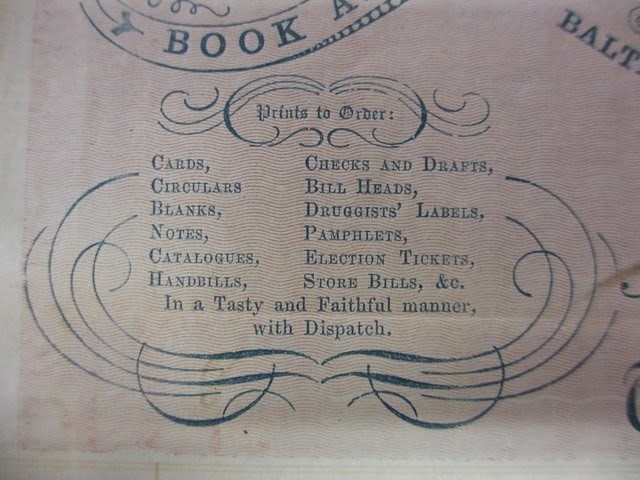 BOOK
BALT
Prints to Order:
CARDS,
CIRCULARS
BLANKS,
NOTES,
CATALOGUES,
HANDBILLS,
CHECKS AND DRAFTS,
BILL HEADS,
DRUGGISTS' LABELS,
PAMPHLETS,
ELECTION TICKETS,
STORE BILLS, &c.
In a Tasty and Faithful manner,
with Dispatch.